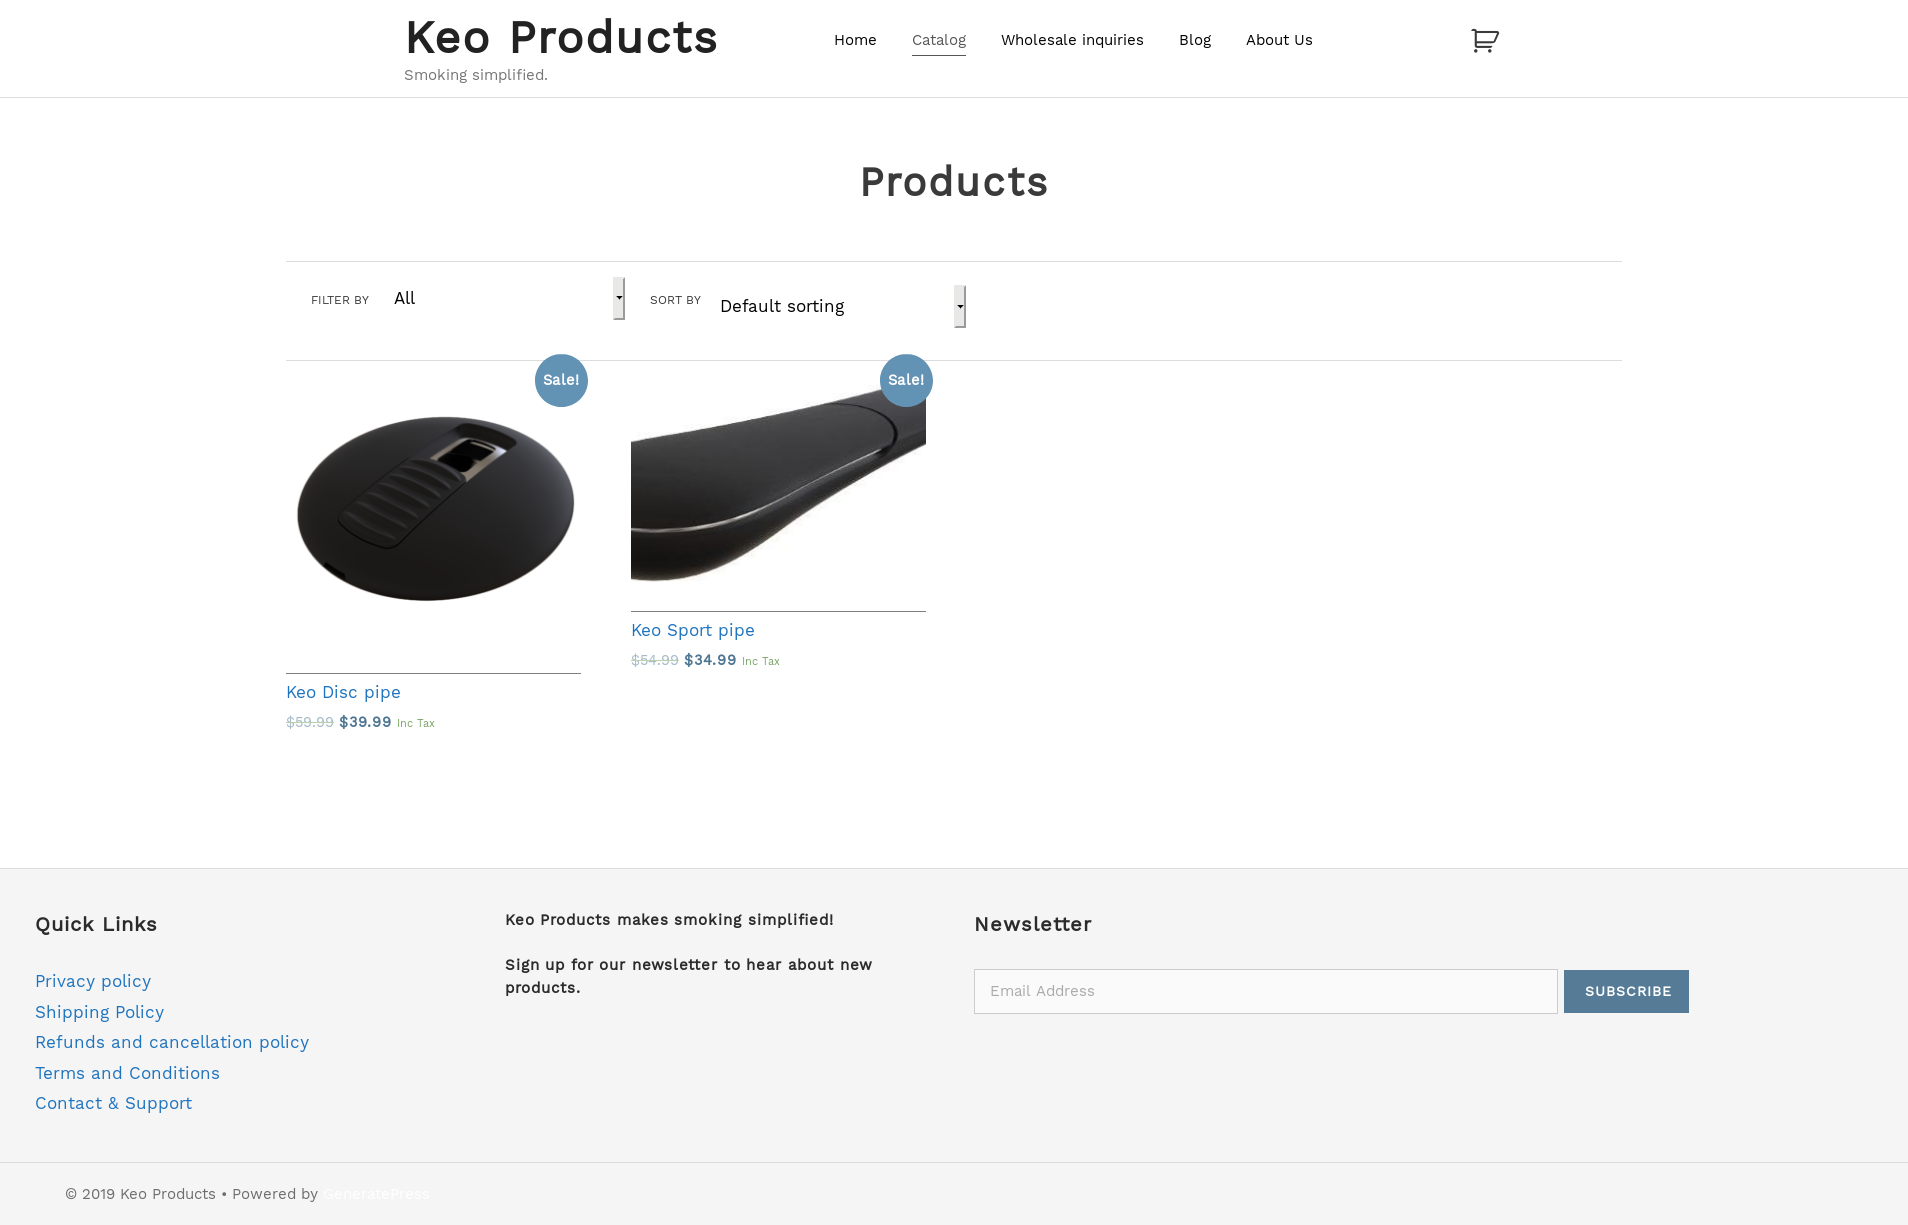 Keo Products
Smoking simplified.
Home Catalog Wholesale inquiries Blog About Us
Products
FILTER BY All SORT BY Default sorting
Sale! Sale!
Keo Sport pipe
$54.99 $34.99 Inc Tax
Keo Disc pipe
$59.99 $39.99 Inc Tax
Quick Links
Privacy policy
Shipping Policy
Refunds and cancellation policy
Terms and Conditions
Contact & Support
Keo Products makes smoking simplified!
Sign up for our newsletter to hear about new
products.
Newsletter
Email Address SUBSCRIBE
© 2019 Keo Products • Powered by GeneratePress